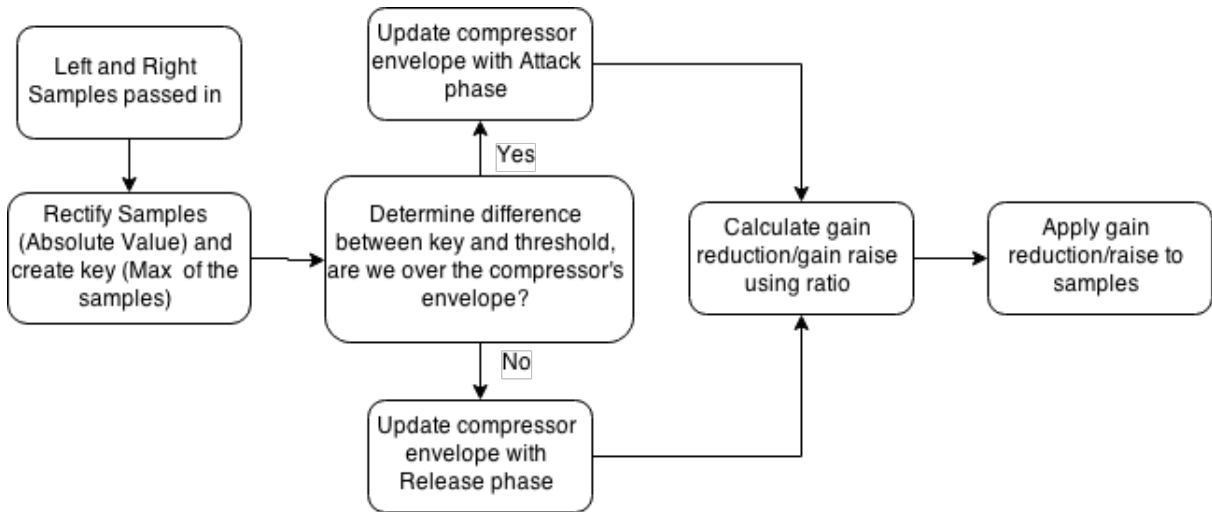 Left and Right
Samples passed in
Rectify Samples
(Absolute Value) and
create key (Max of the
samples)
Determine difference
between key and threshold,
are we over the compressor's
envelope?
Yes
Update compressor
envelope with Attack
phase
No
Update compressor
envelope with
Release phase
Calculate gain
reduction/gain raise
using ratio
Apply gain
reduction/raise to
samples